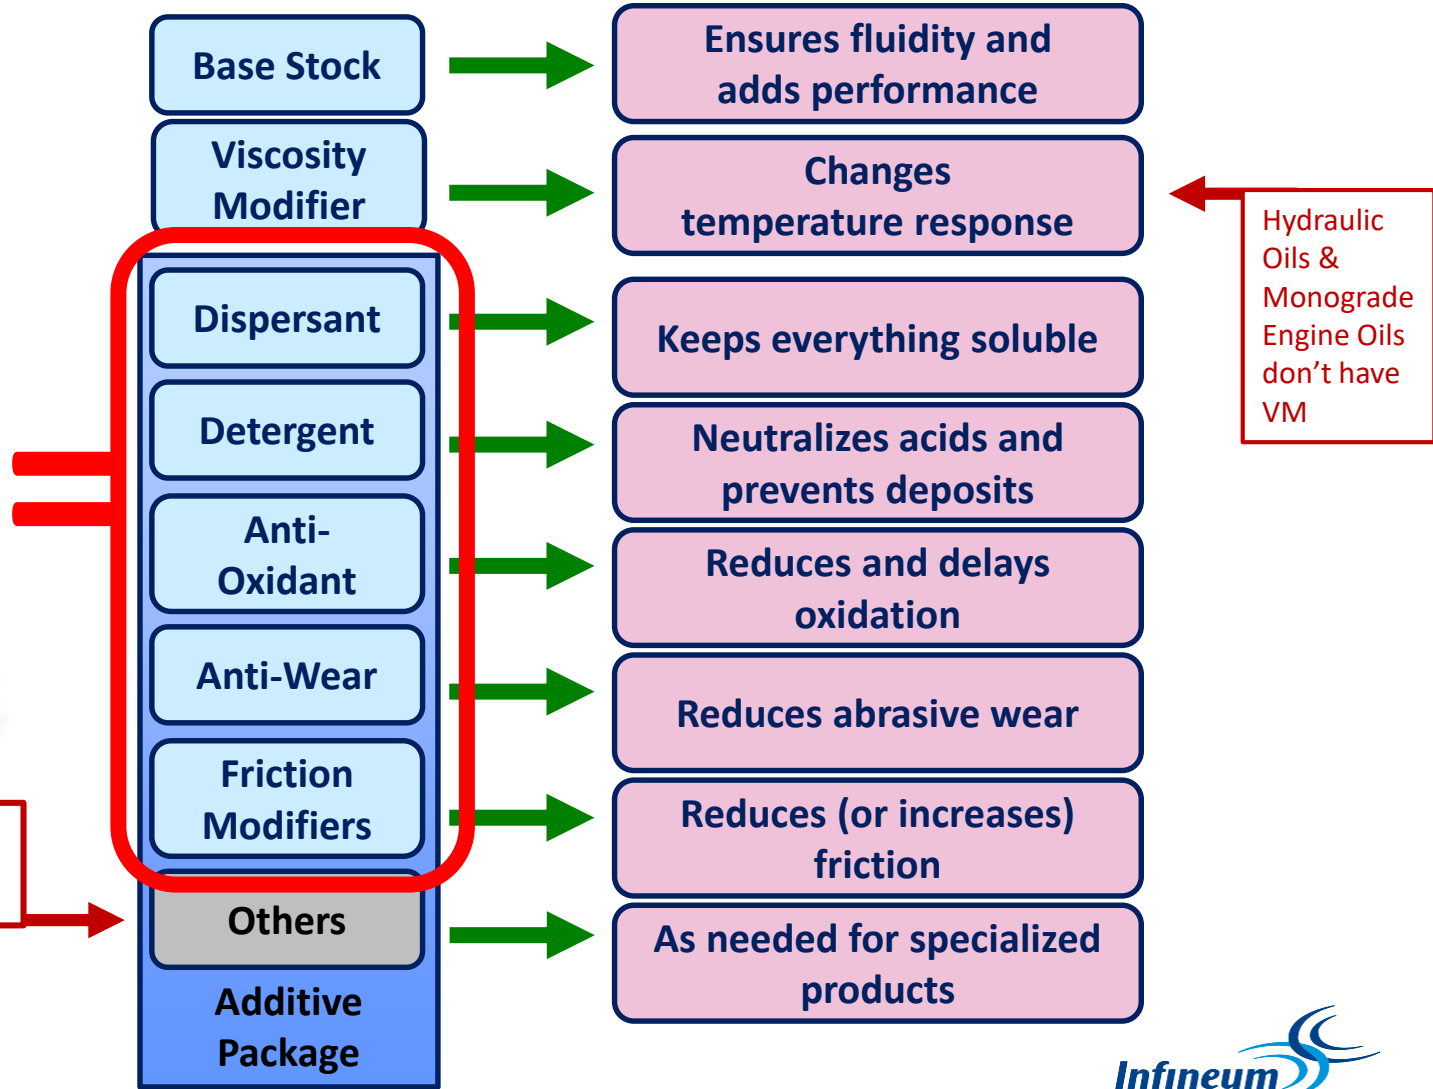 Base Stock
Ensures fluidity and
adds performance
Viscosity
Modifier
Changes
temperature response
Hydraulic
Oils &
Monograde
Engine Oils
don't have
VM
Dispersant
Keeps everything soluble
Detergent
Neutralizes acids and
prevents deposits
Anti-
Oxidant
Reduces and delays
oxidation
Anti-Wear
Reduces abrasive wear
Friction
Modifiers
Reduces (or increases)
friction
Others
As needed for specialized
products
Additive
Package
Infineum